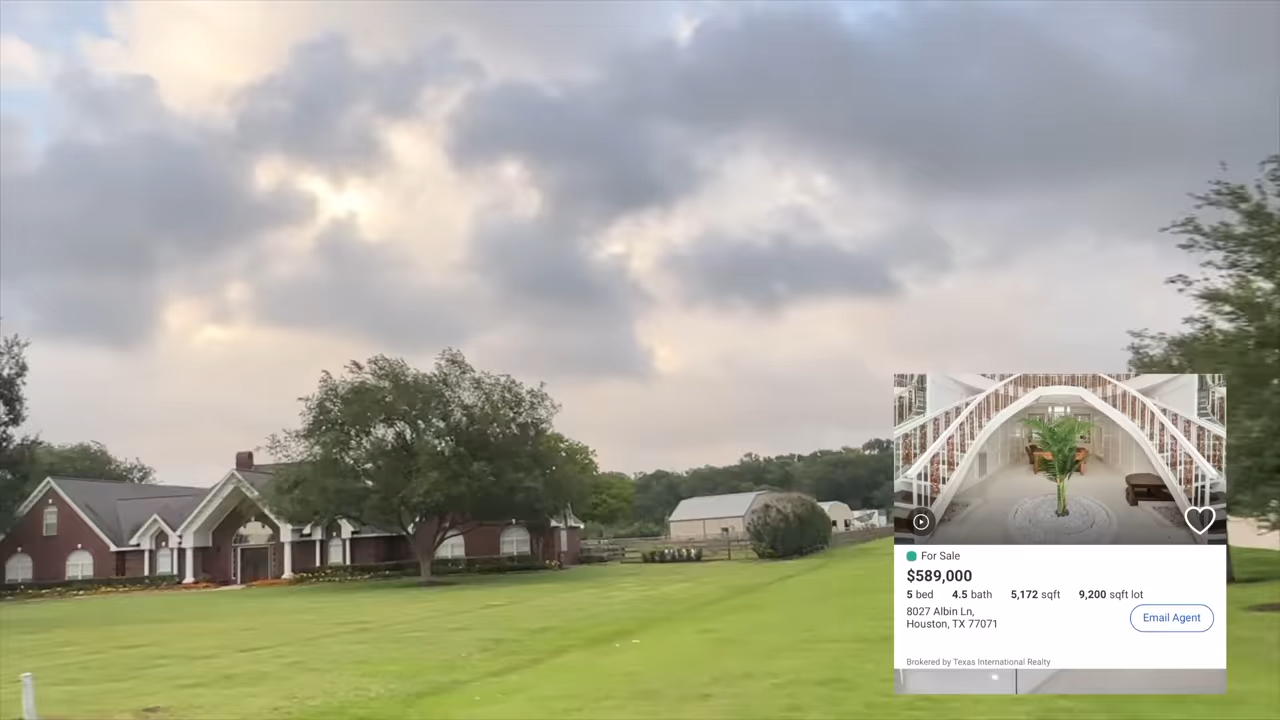 For Sale
$589,000
5 bed 4.5 bath 5,172 sqft 9,200 sqft lot
8027 Albin Ln,
Houston, TX 77071
Email Agent
Brokered by Texas International Realty